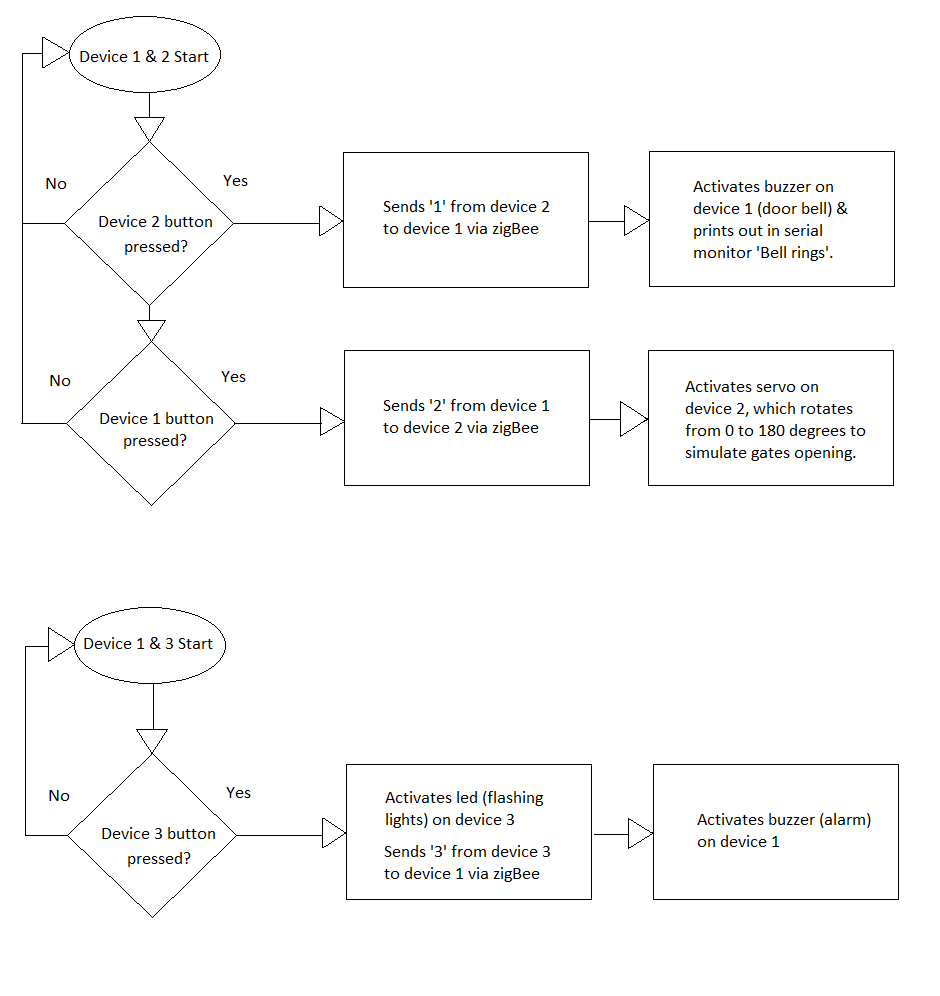 Device 1 & 2 Start
No
Yes
Device 2 button
pressed?
Sends '1' from device 2
to device 1 via zigBee
Activates buzzer on
device 1 (door bell) &
prints out in serial
monitor 'Bell rings'.
No
Yes
Device 1 button
pressed?
Sends '2' from device 1
to device 2 via zigBee
Activates servo on
device 2, which rotates
from 0 to 180 degrees to
simulate gates opening.
Device 1 & 3 Start
No
Yes
Device 3 button
pressed?
Activates led (flashing
lights) on device 3
Sends '3' from device 3
to device 1 via zigBee
Activates buzzer (alarm)
on device 1